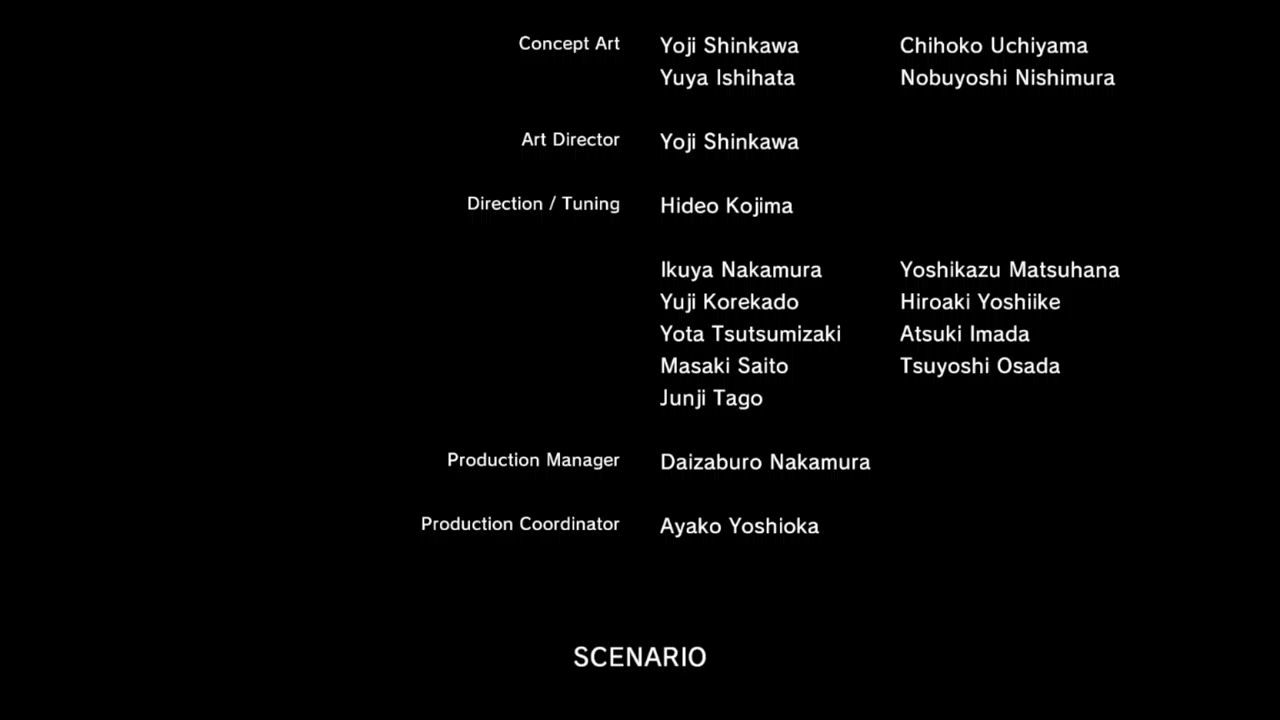 Concept Art Yoji Shinkawa Chihoko Uchiyama
Yuya Ishihata Nobuyoshi Nishimura
Art Director Yoji Shinkawa
Direction / Tuning Hideo Kojima
Ikuya Nakamura Yoshikazu Matsuhana
Yuji Korekado Hiroaki Yoshiike
Yota Tsutsumizaki Atsuki Imada
Masaki Saito Tsuyoshi Osada
Junji Tago
Production Manager Daizaburo Nakamura
Production Coordinator Ayako Yoshioka
SCENARIO